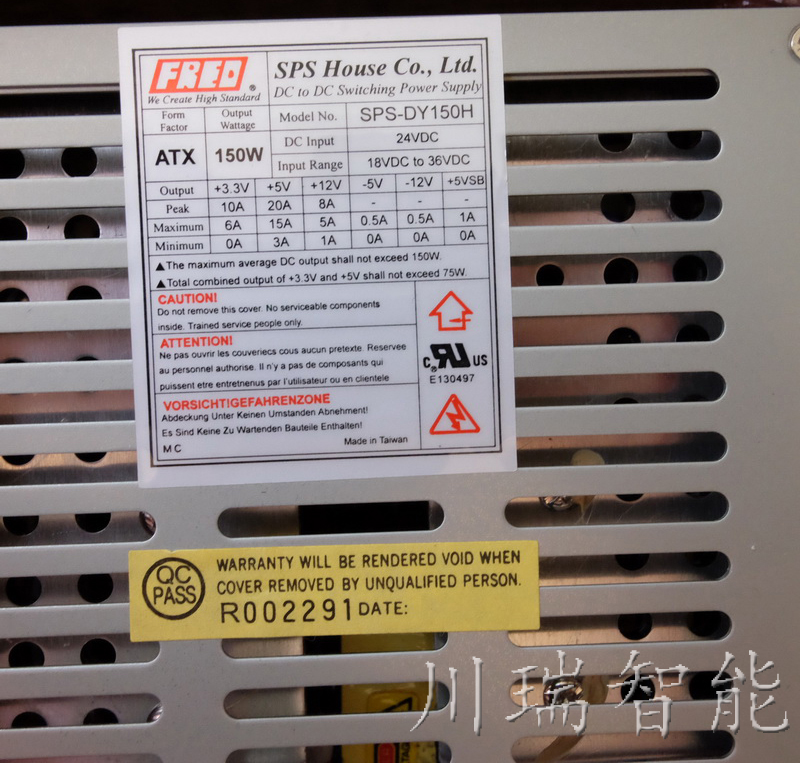 FRED ®
We Create High Standard
SPS House Co., Ltd.
DC to DC Switching Power Supply
Form Factor Output Wattage Model No. SPS-DY150H
ATX 150W DC Input 24VDC
Input Range 18VDC to 36VDC
Output +3.3V +5V +12V -5V -12V +5VSB
Peak 10A 20A 8A - - -
Maximum 6A 15A 5A 0.5A 0.5A 1A
Minimum 0A 3A 1A 0A 0A 0A
▲The maximum average DC output shall not exceed 150W.
▲Total combined output of +3.3V and +5V shall not exceed 75W.
CAUTION!
Do not remove this cover. No serviceable components
inside. Trained service people only.
ATTENTION!
Ne pas ouvrir les couveriecs cous aucun pretexte. Reservee
au personnel authorise. Il n'y a pas de composants qui
puissent etre entretnenus par l'utilisateur ou en clientele
VORSICHTIGEFAHRENZONE
Abdeckung Unter Keinen Umstanden Abnehment!
Es Sind Keine Zu Wartenden Bauteile Enthalten!
M C Made in Taiwan
C RU US
E130497
QC PASS
WARRANTY WILL BE RENDERED VOID WHEN
COVER REMOVED BY UNQUALIFIED PERSON.
R002291 DATE:
川瑞智能